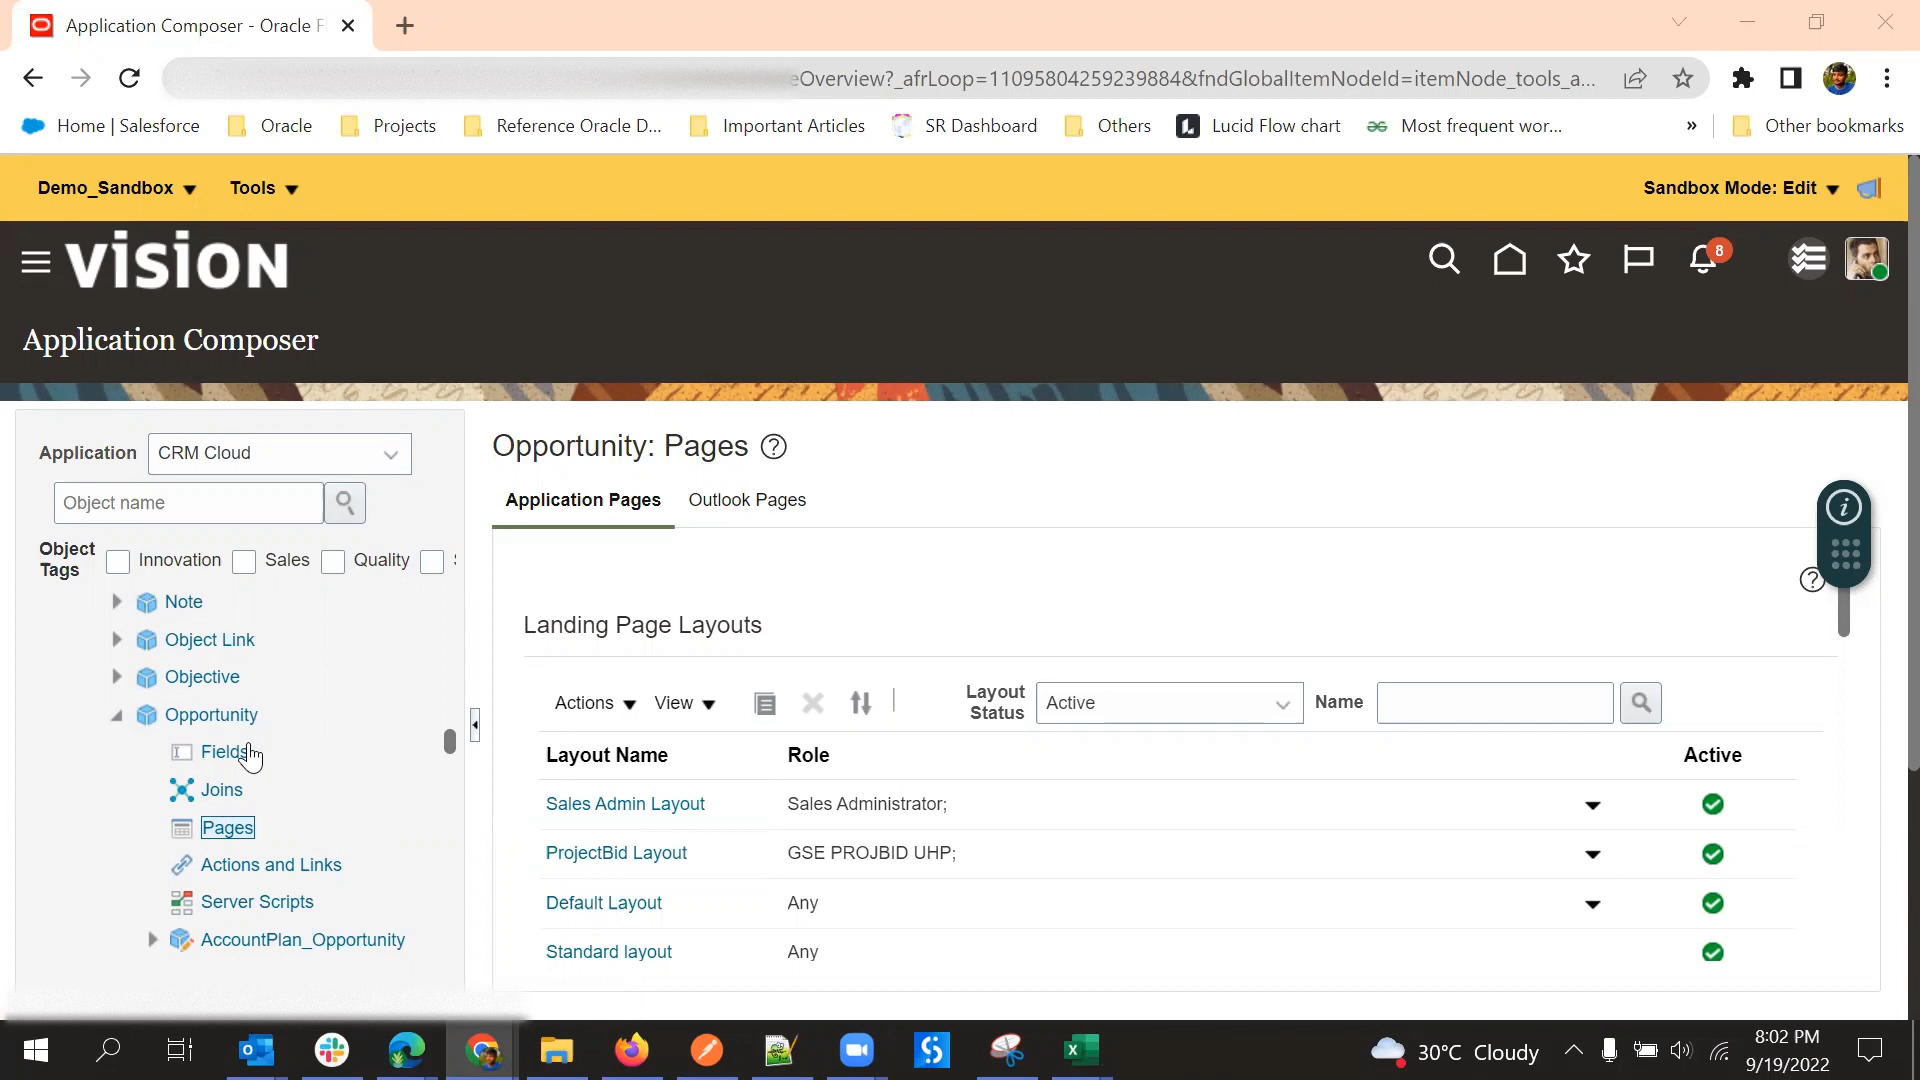 Application Composer - Oracle F
eOverview?_afrLoop=11095804259239884&fndGlobalItemNodeId=itemNode_tools_a...
Home | Salesforce
Oracle
Projects
Reference Oracle D...
Important Articles
SR Dashboard
Others
Lucid Flow chart
Most frequent wor...
»
Other bookmarks
Demo_Sandbox
Tools
Sandbox Mode: Edit
VISION
8
Application Composer
Application
CRM Cloud
Object name
Object Tags
Innovation
Sales
Quality
Note
Object Link
Objective
Opportunity
Fields
Joins
Pages
Actions and Links
Server Scripts
AccountPlan_Opportunity
Opportunity: Pages
Application Pages
Outlook Pages
Landing Page Layouts
Actions
View
Layout Status
Active
Name
Layout Name
Role
Active
Sales Admin Layout
Sales Administrator;
ProjectBid Layout
GSE PROJBID UHP;
Default Layout
Any
Standard layout
Any
30°C Cloudy
8:02 PM
9/19/2022